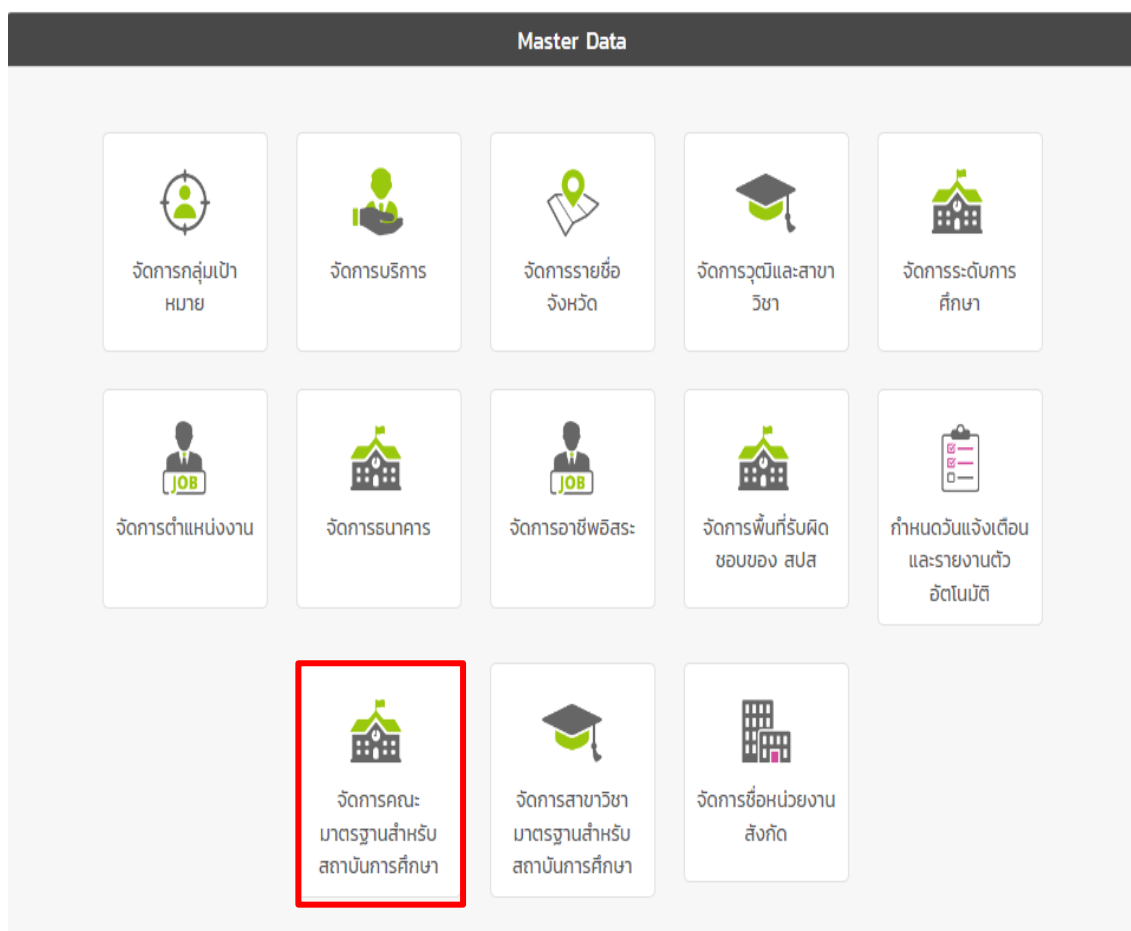 Master Data
จัดการกลุ่มเป้า
หมาย
จัดการบริการ
จัดการรายชื่อ
จังหวัด
จัดการวุฒิและสาขา
วิชา
จัดการระดับการ
ศึกษา
JOB
จัดการตำแหน่งงาน
จัดการธนาคาร
JOB
จัดการอาชีพอิสระ
จัดการพื้นที่รับผิด
ชอบของ สปส
กำหนดวันแจ้งเตือน
และรายงานตัว
อัตโนมัติ
จัดการคณะ
มาตรฐานสำหรับ
สถาบันการศึกษา
จัดการสาขาวิชา
มาตรฐานสำหรับ
สถาบันการศึกษา
จัดการชื่อหน่วยงาน
สังกัด